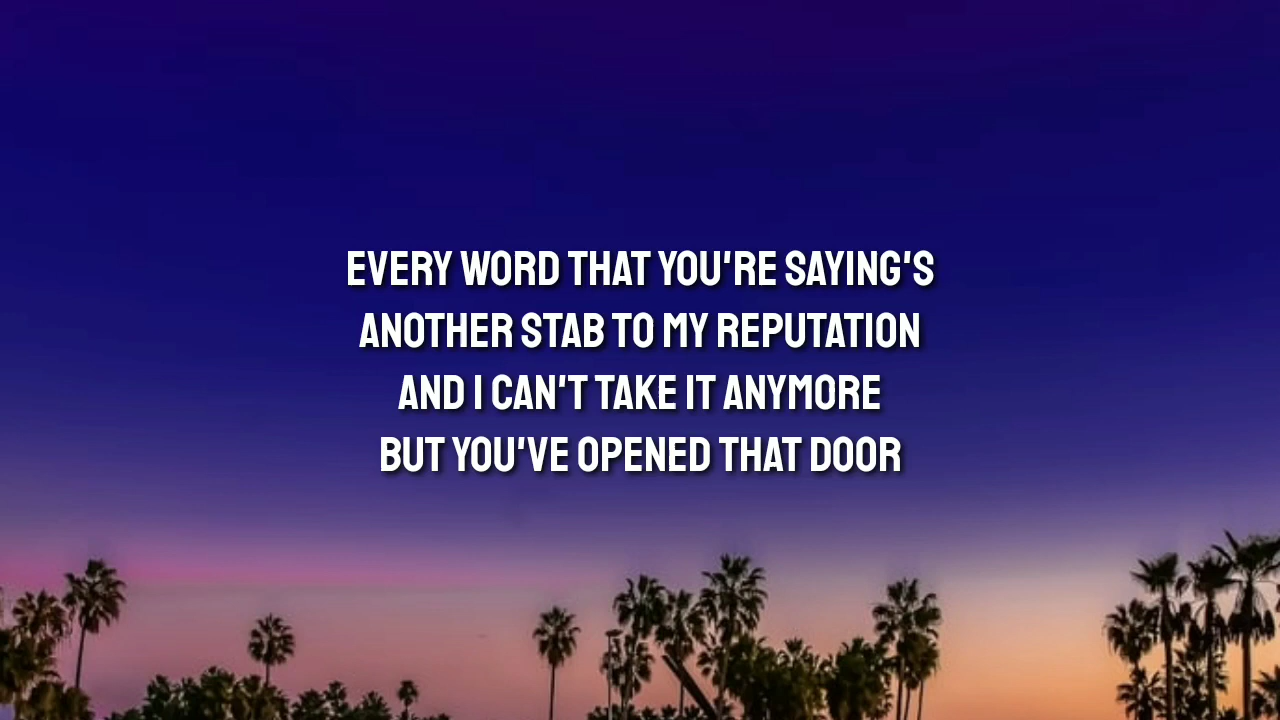 EVERY WORD THAT YOU'RE SAYING'S
ANOTHER STAB TO MY REPUTATION
AND I CAN'T TAKE IT ANYMORE
BUT YOU'VE OPENED THAT DOOR